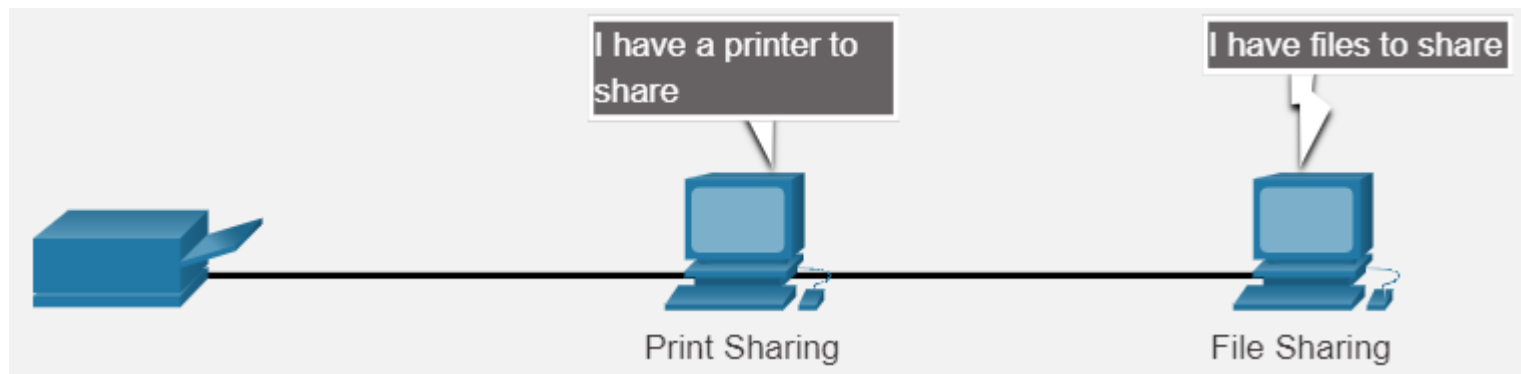 I have a printer to
share
I have files to share
Print Sharing
File Sharing